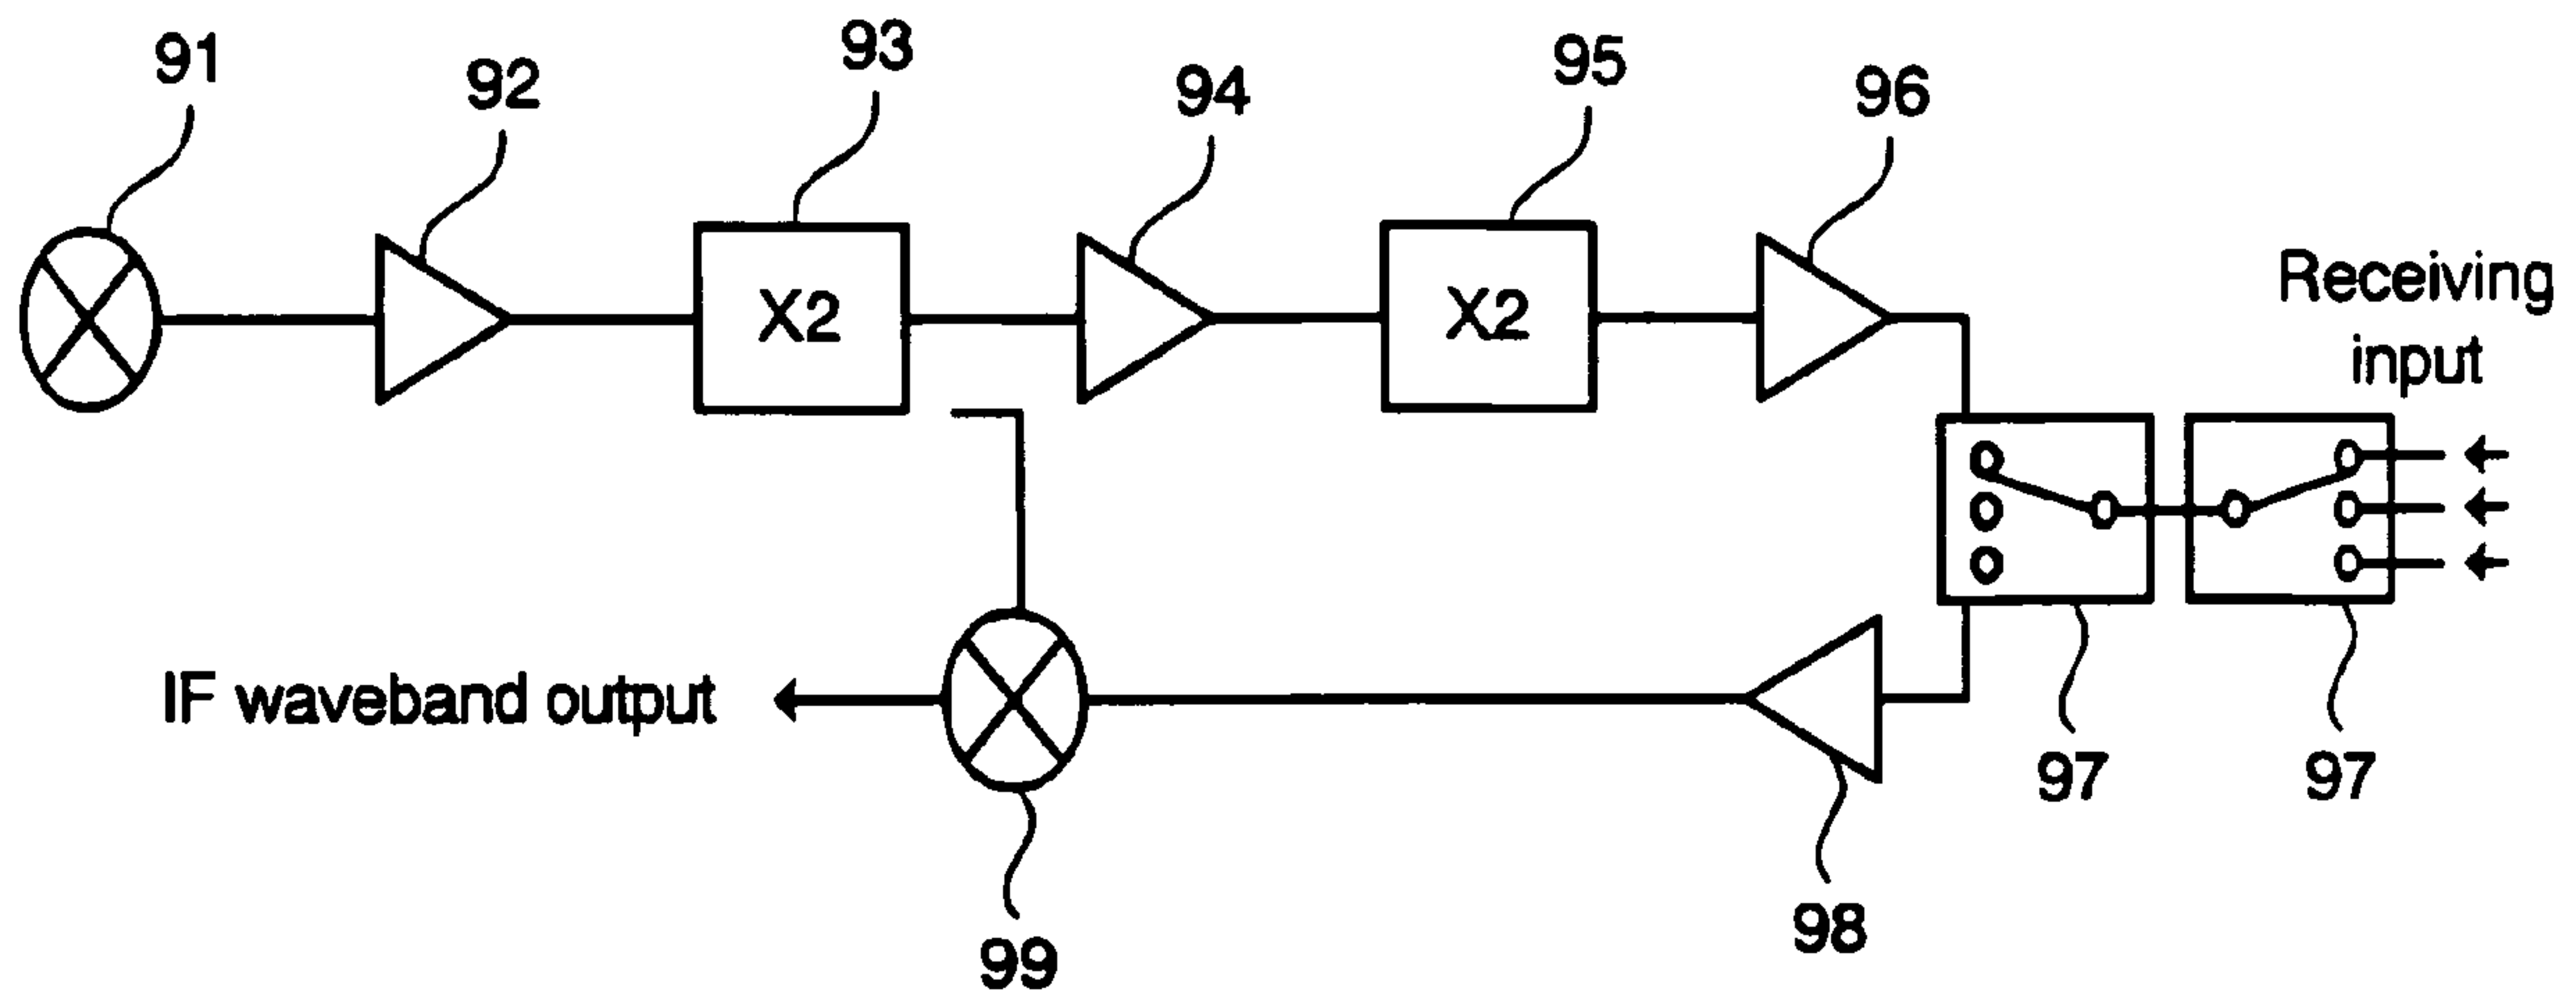 91
92
93
94
95
96
X2
X2
Receiving
input
IF waveband output
97
97
98
99